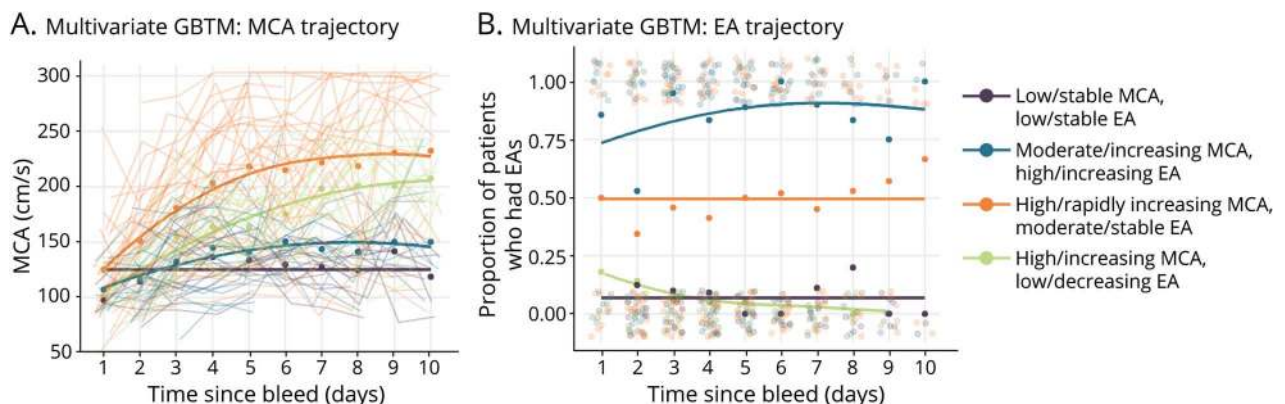 A. Multivariate GBTM: MCA trajectory
MCA (cm/s)
300
250
200
150
100
50
1 2 3 4 5 6 7 8 9 10
Time since bleed (days)
B. Multivariate GBTM: EA trajectory
Proportion of patients
who had EAs
1.00
0.75
0.50
0.25
0.00
1 2 3 4 5 6 7 8 9 10
Time since bleed (days)
Low/stable MCA,
low/stable EA
Moderate/increasing MCA,
high/increasing EA
High/rapidly increasing MCA,
moderate/stable EA
High/increasing MCA,
low/decreasing EA